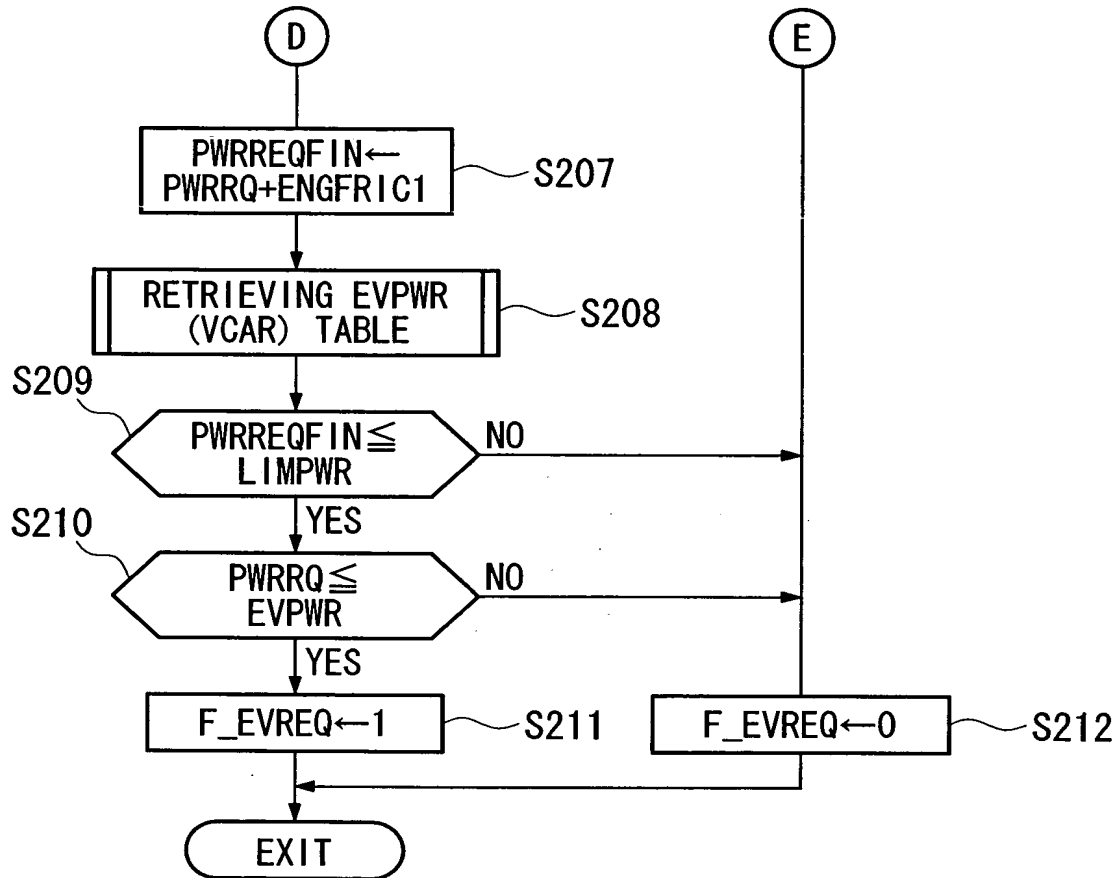 D
E
PWRREQFIN←
PWRRQ+ENGFRIC1
S207
RETRIEVING EVPWR
(VCAR) TABLE
S208
S209
PWRREQFIN≦
LIMPWR
NO
YES
S210
PWRRQ≦
EVPWR
NO
YES
F_EVREQ←1
S211
F_EVREQ←0
S212
EXIT